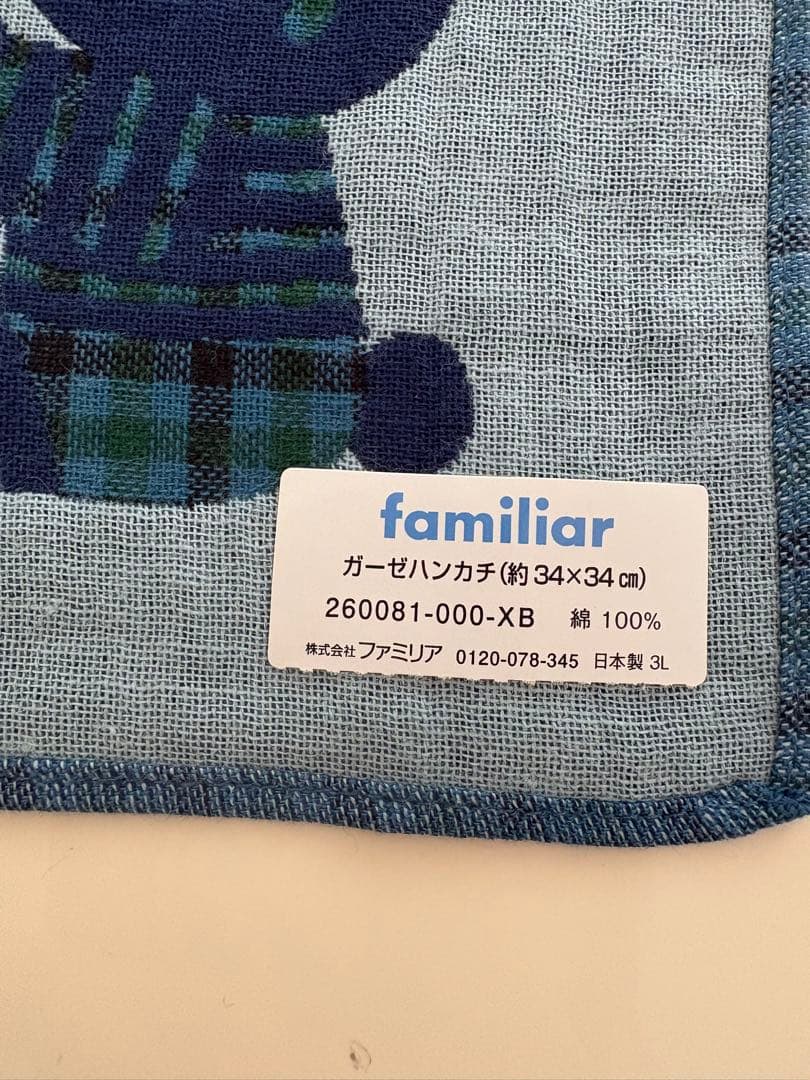 familiar
ガーゼハンカチ(約34×34㎝)
260081-000-XB 綿 100%
株式会社ファミリア 0120-078-345 日本製 3L